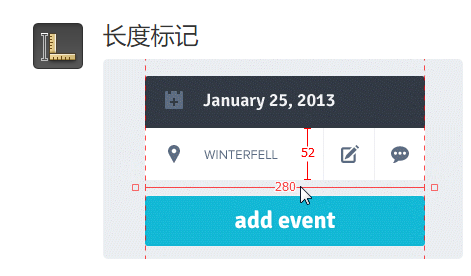 长度标记
January 25, 2013
WINTERFELL
52
280
add event